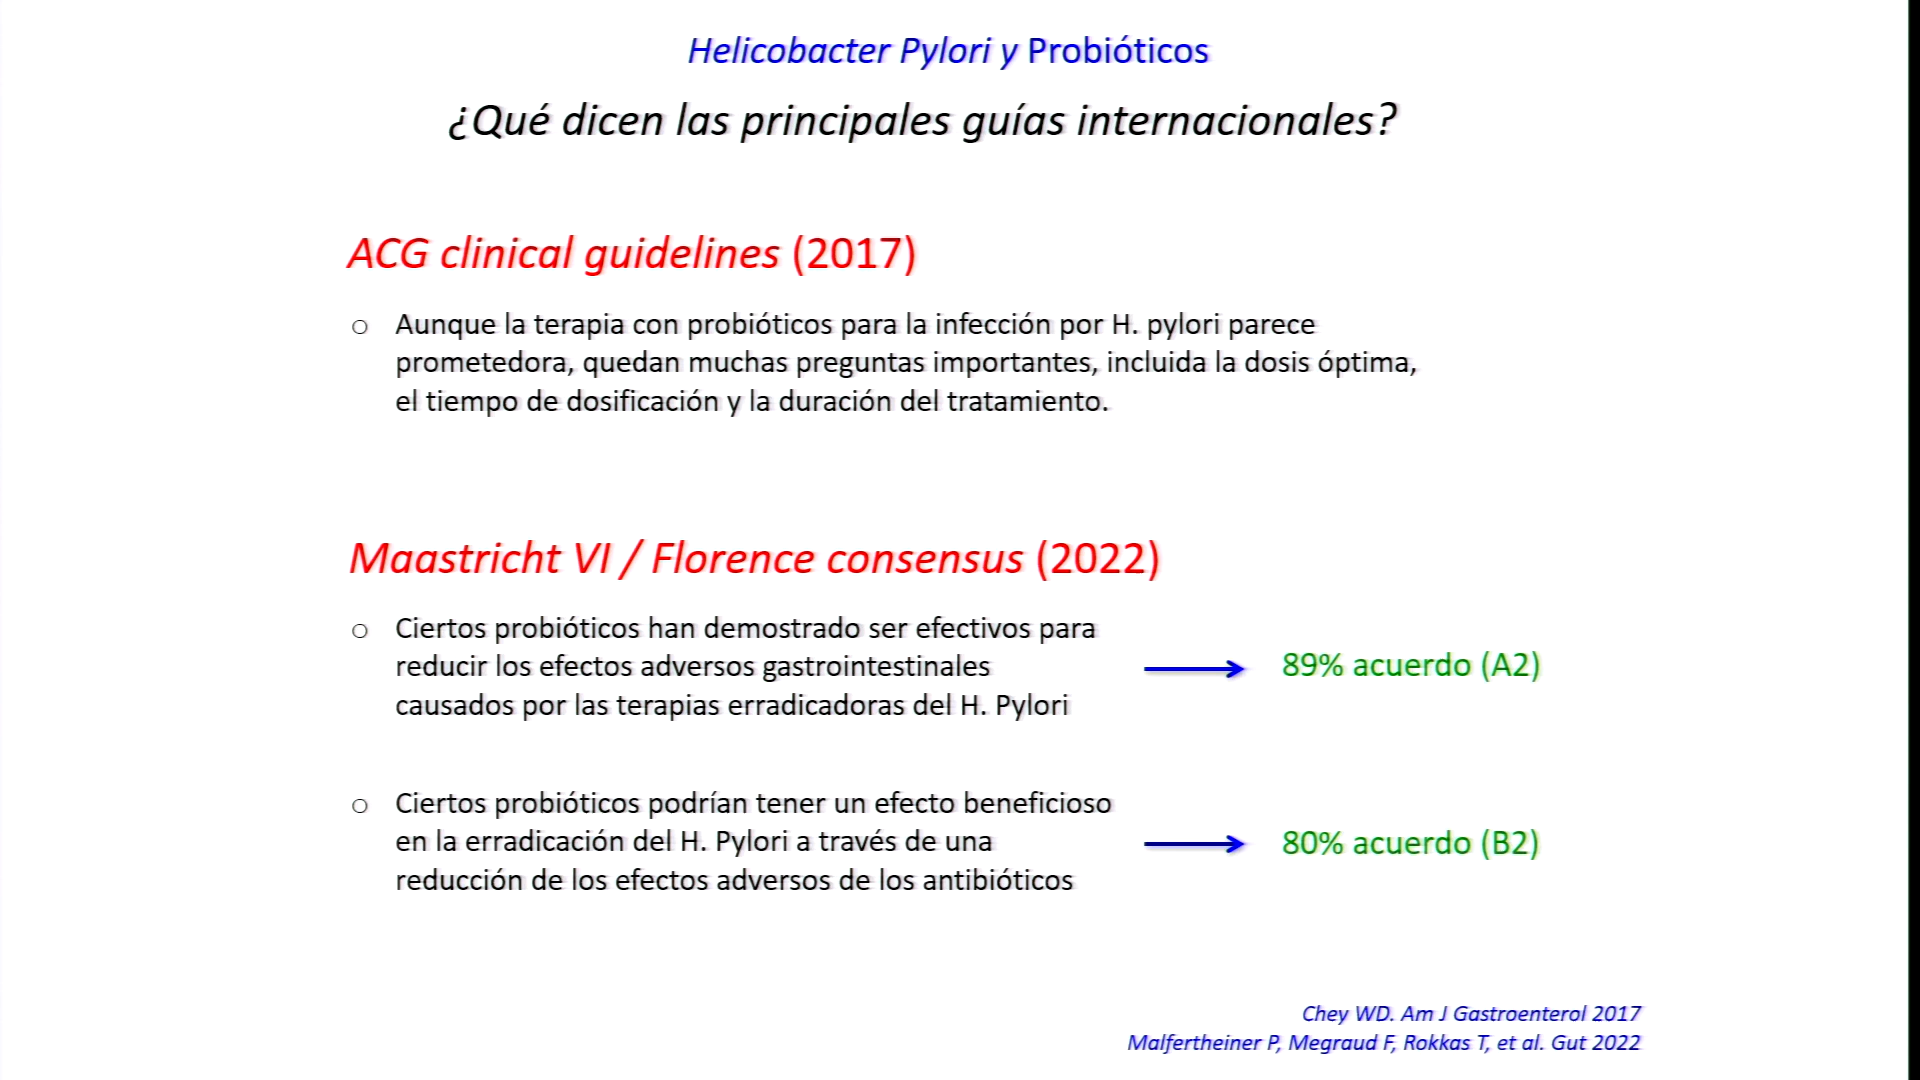 Helicobacter Pylori y Probióticos
¿Qué dicen las principales guías internacionales?
ACG clinical guidelines (2017)
○ Aunque la terapia con probióticos para la infección por H. pylori parece
prometedora, quedan muchas preguntas importantes, incluida la dosis óptima,
el tiempo de dosificación y la duración del tratamiento.
Maastricht VI / Florence consensus (2022)
○ Ciertos probióticos han demostrado ser efectivos para
reducir los efectos adversos gastrointestinales
causados por las terapias erradicadoras del H. Pylori
89% acuerdo (A2)
○ Ciertos probióticos podrían tener un efecto beneficioso
en la erradicación del H. Pylori a través de una
reducción de los efectos adversos de los antibióticos
80% acuerdo (B2)
Chey WD. Am J Gastroenterol 2017
Malfertheiner P, Megraud F, Rokkas T, et al. Gut 2022